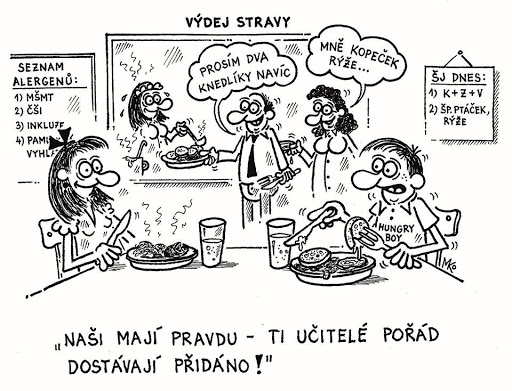 VÝDEJ STRAVY
SEZNAM
ALERGENŮ:
1) MŠMT
2) ČŠI
3) INKLUZE
4)
VYHL
PROSÍM DVA
KNEDLÍKY NAVÍC
MNĚ KOPEČEK
RÝŽE...
ŠJ DNES:
1) K+Z+V
2) ŠP. PTÁČEK,
RÝŽE
HUNGRY
BOY
MKO
„NAŠI MAJÍ PRAVDU - TI UČITELÉ POŘÁD
DOSTÁVAJÍ PŘIDÁNO!"